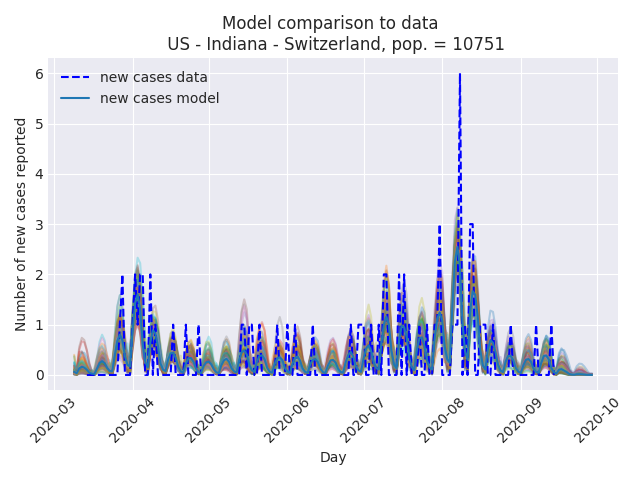 Model comparison to data
US - Indiana - Switzerland, pop. = 10751
new cases data
new cases model
Number of new cases reported
6
5
4
3
2
1
0
2020-03
2020-04
2020-05
2020-06
2020-07
2020-08
2020-09
2020-10
Day